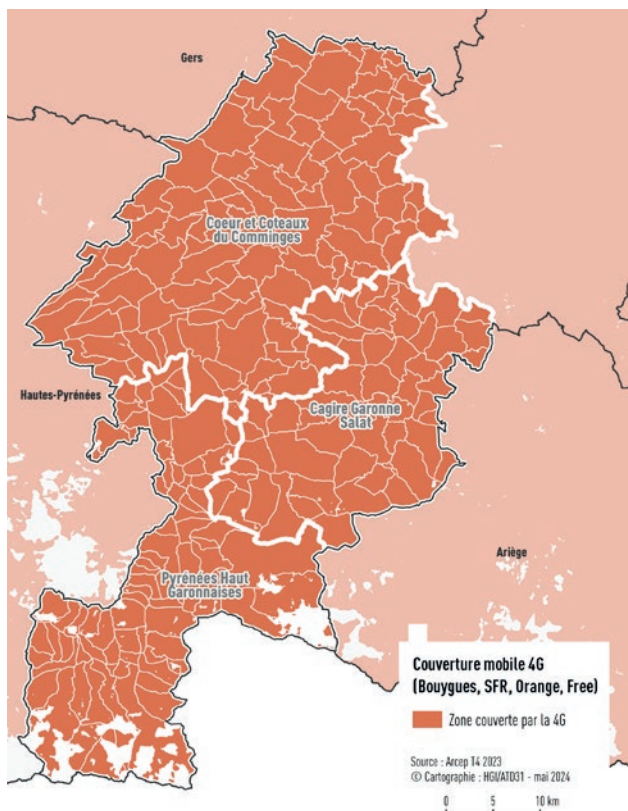 Gers
Coeur et Coteaux
du Comminges
Hautes-Pyrénées
Cagire Garonne
Salat
Ariège
Pyrénées Haut
Garonnaises
Couverture mobile 4G
(Bouygues, SFR, Orange, Free)
Zone couverte par la 4G
Source : Arcep T4 2023
© Cartographie : HGI/ATD31 - mai 2024
0 5 10 km